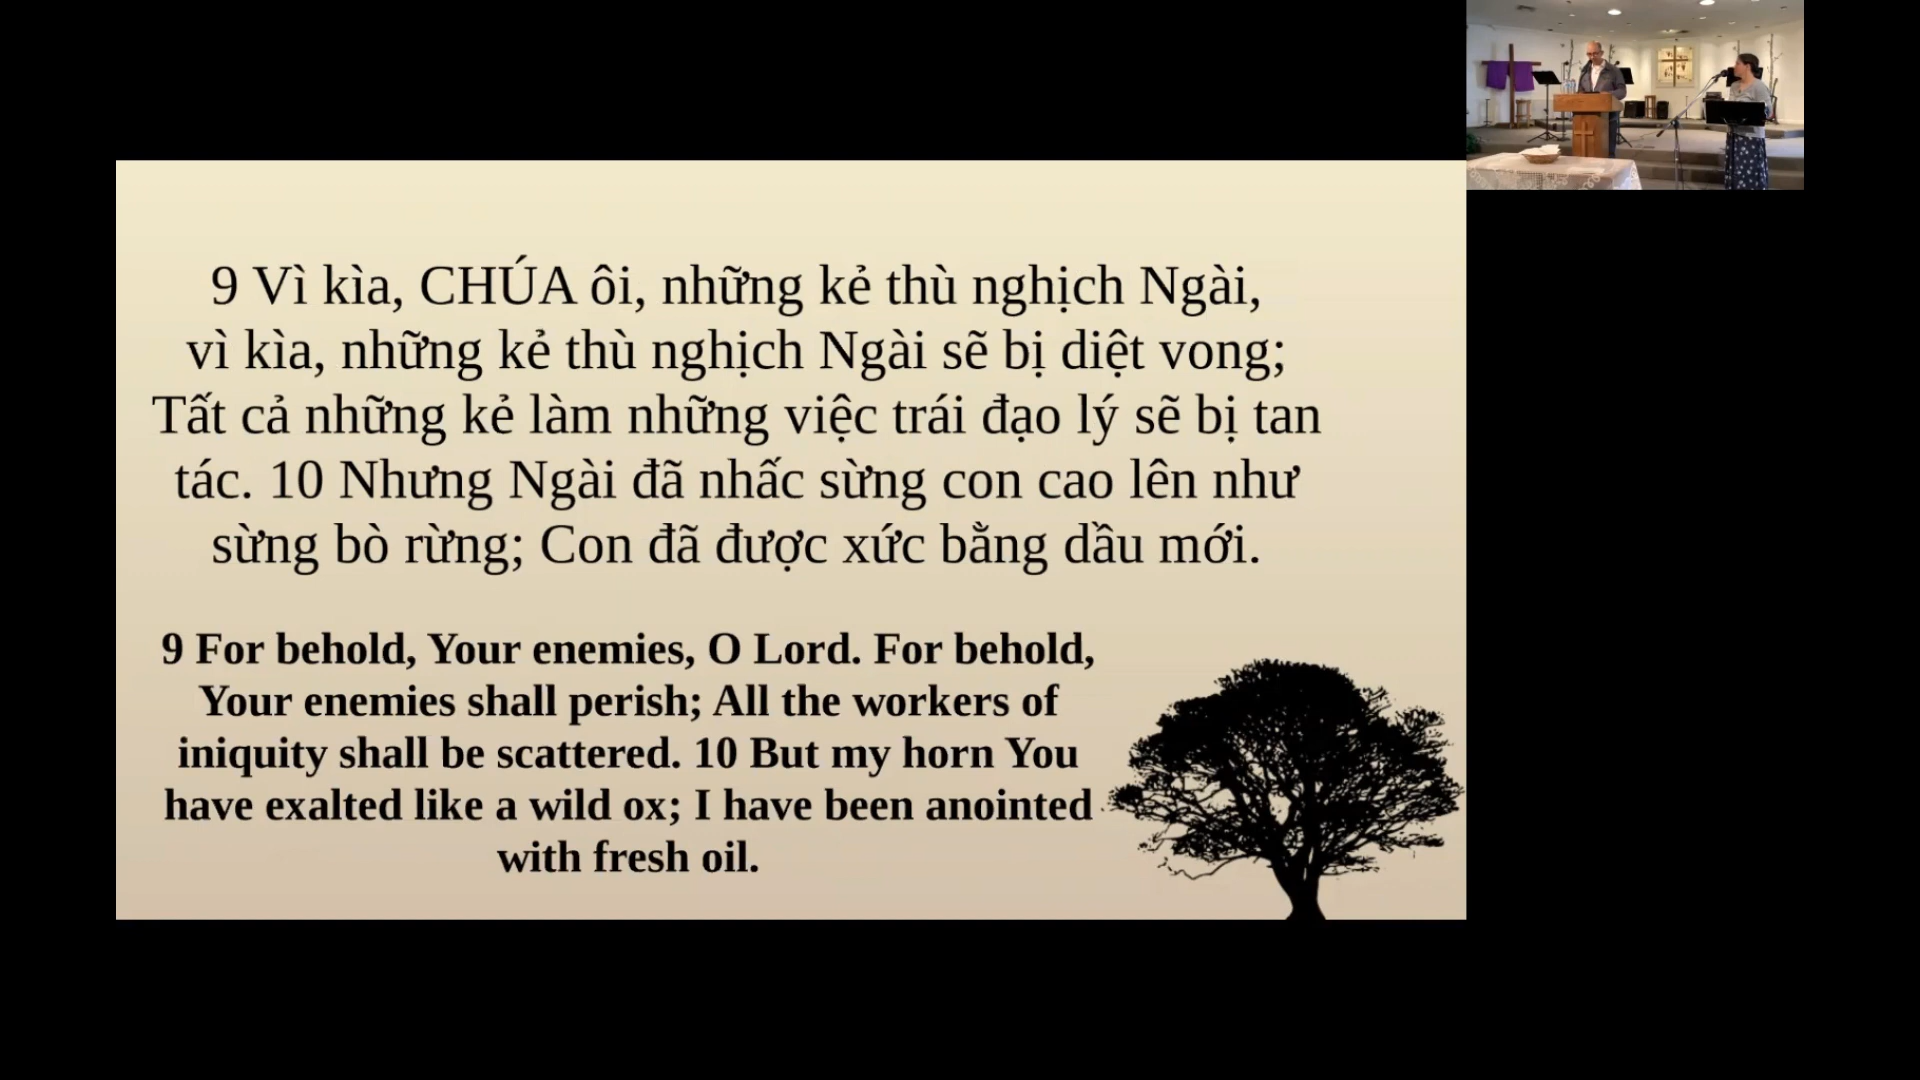 9 Vì kìa, CHÚA ôi, những kẻ thù nghịch Ngài,
vì kìa, những kẻ thù nghịch Ngài sẽ bị diệt vong;
Tất cả những kẻ làm những việc trái đạo lý sẽ bị tan
tác. 10 Nhưng Ngài đã nhấc sừng con cao lên như
sừng bò rừng; Con đã được xức bằng dầu mới.
9 For behold, Your enemies, O Lord. For behold,
Your enemies shall perish; All the workers of
iniquity shall be scattered. 10 But my horn You
have exalted like a wild ox; I have been anointed
with fresh oil.